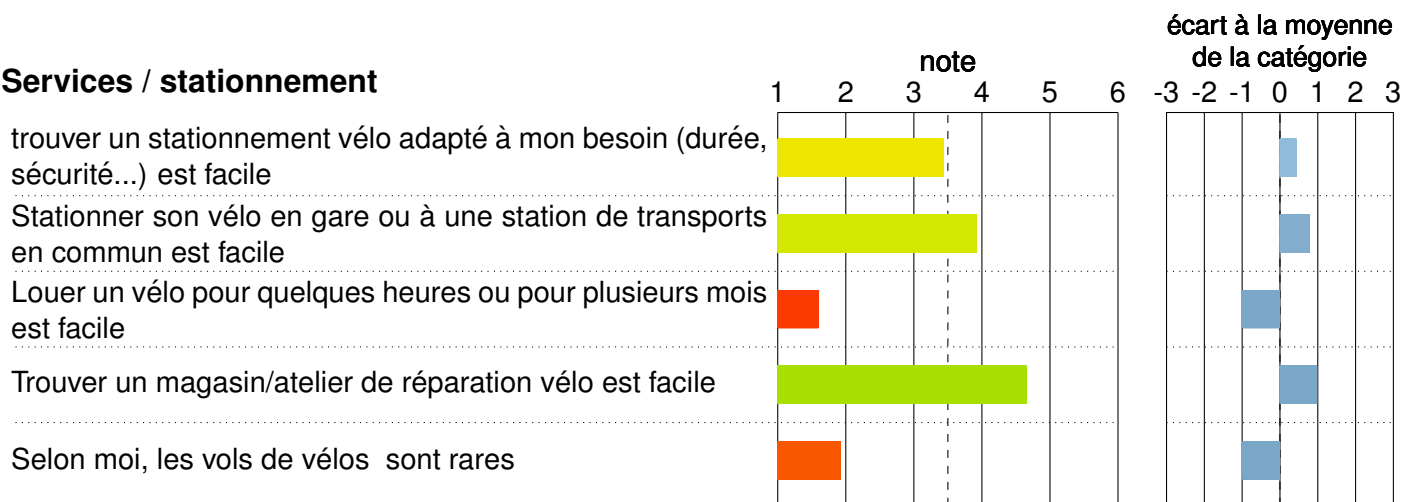 écart à la moyenne
note de la catégorie
Services / stationnement
1 2 3 4 5 6 -3 -2 -1 0 1 2 3
trouver un stationnement vélo adapté à mon besoin (durée,
sécurité...) est facile
Stationner son vélo en gare ou à une station de transports
en commun est facile
Louer un vélo pour quelques heures ou pour plusieurs mois
est facile
Trouver un magasin/atelier de réparation vélo est facile
Selon moi, les vols de vélos  sont rares